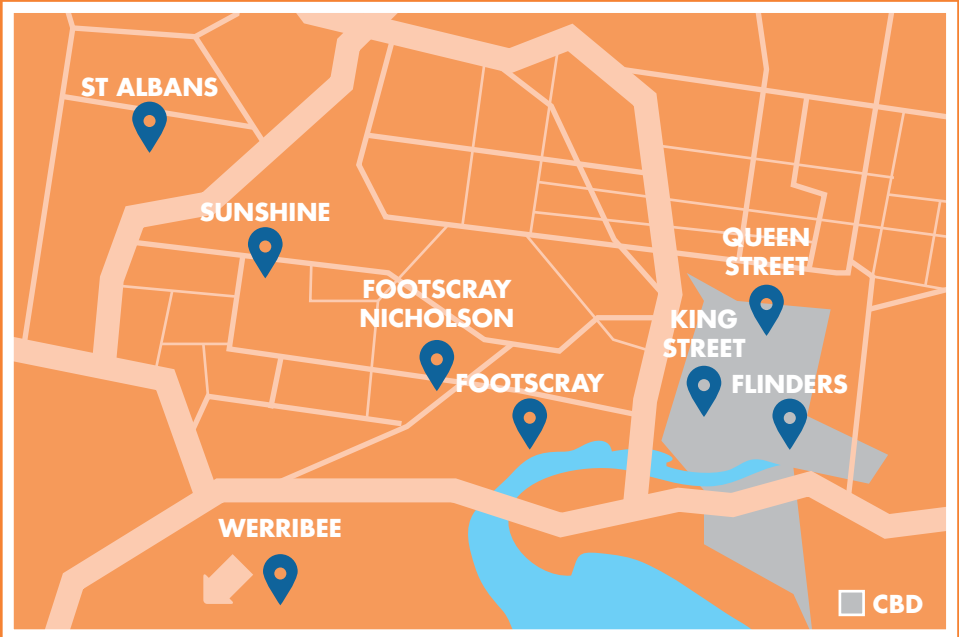 ST ALBANS
SUNSHINE
QUEEN
STREET
FOOTSCRAY
NICHOLSON
KING
STREET
FOOTSCRAY
FLINDERS
WERRIBEE
CBD